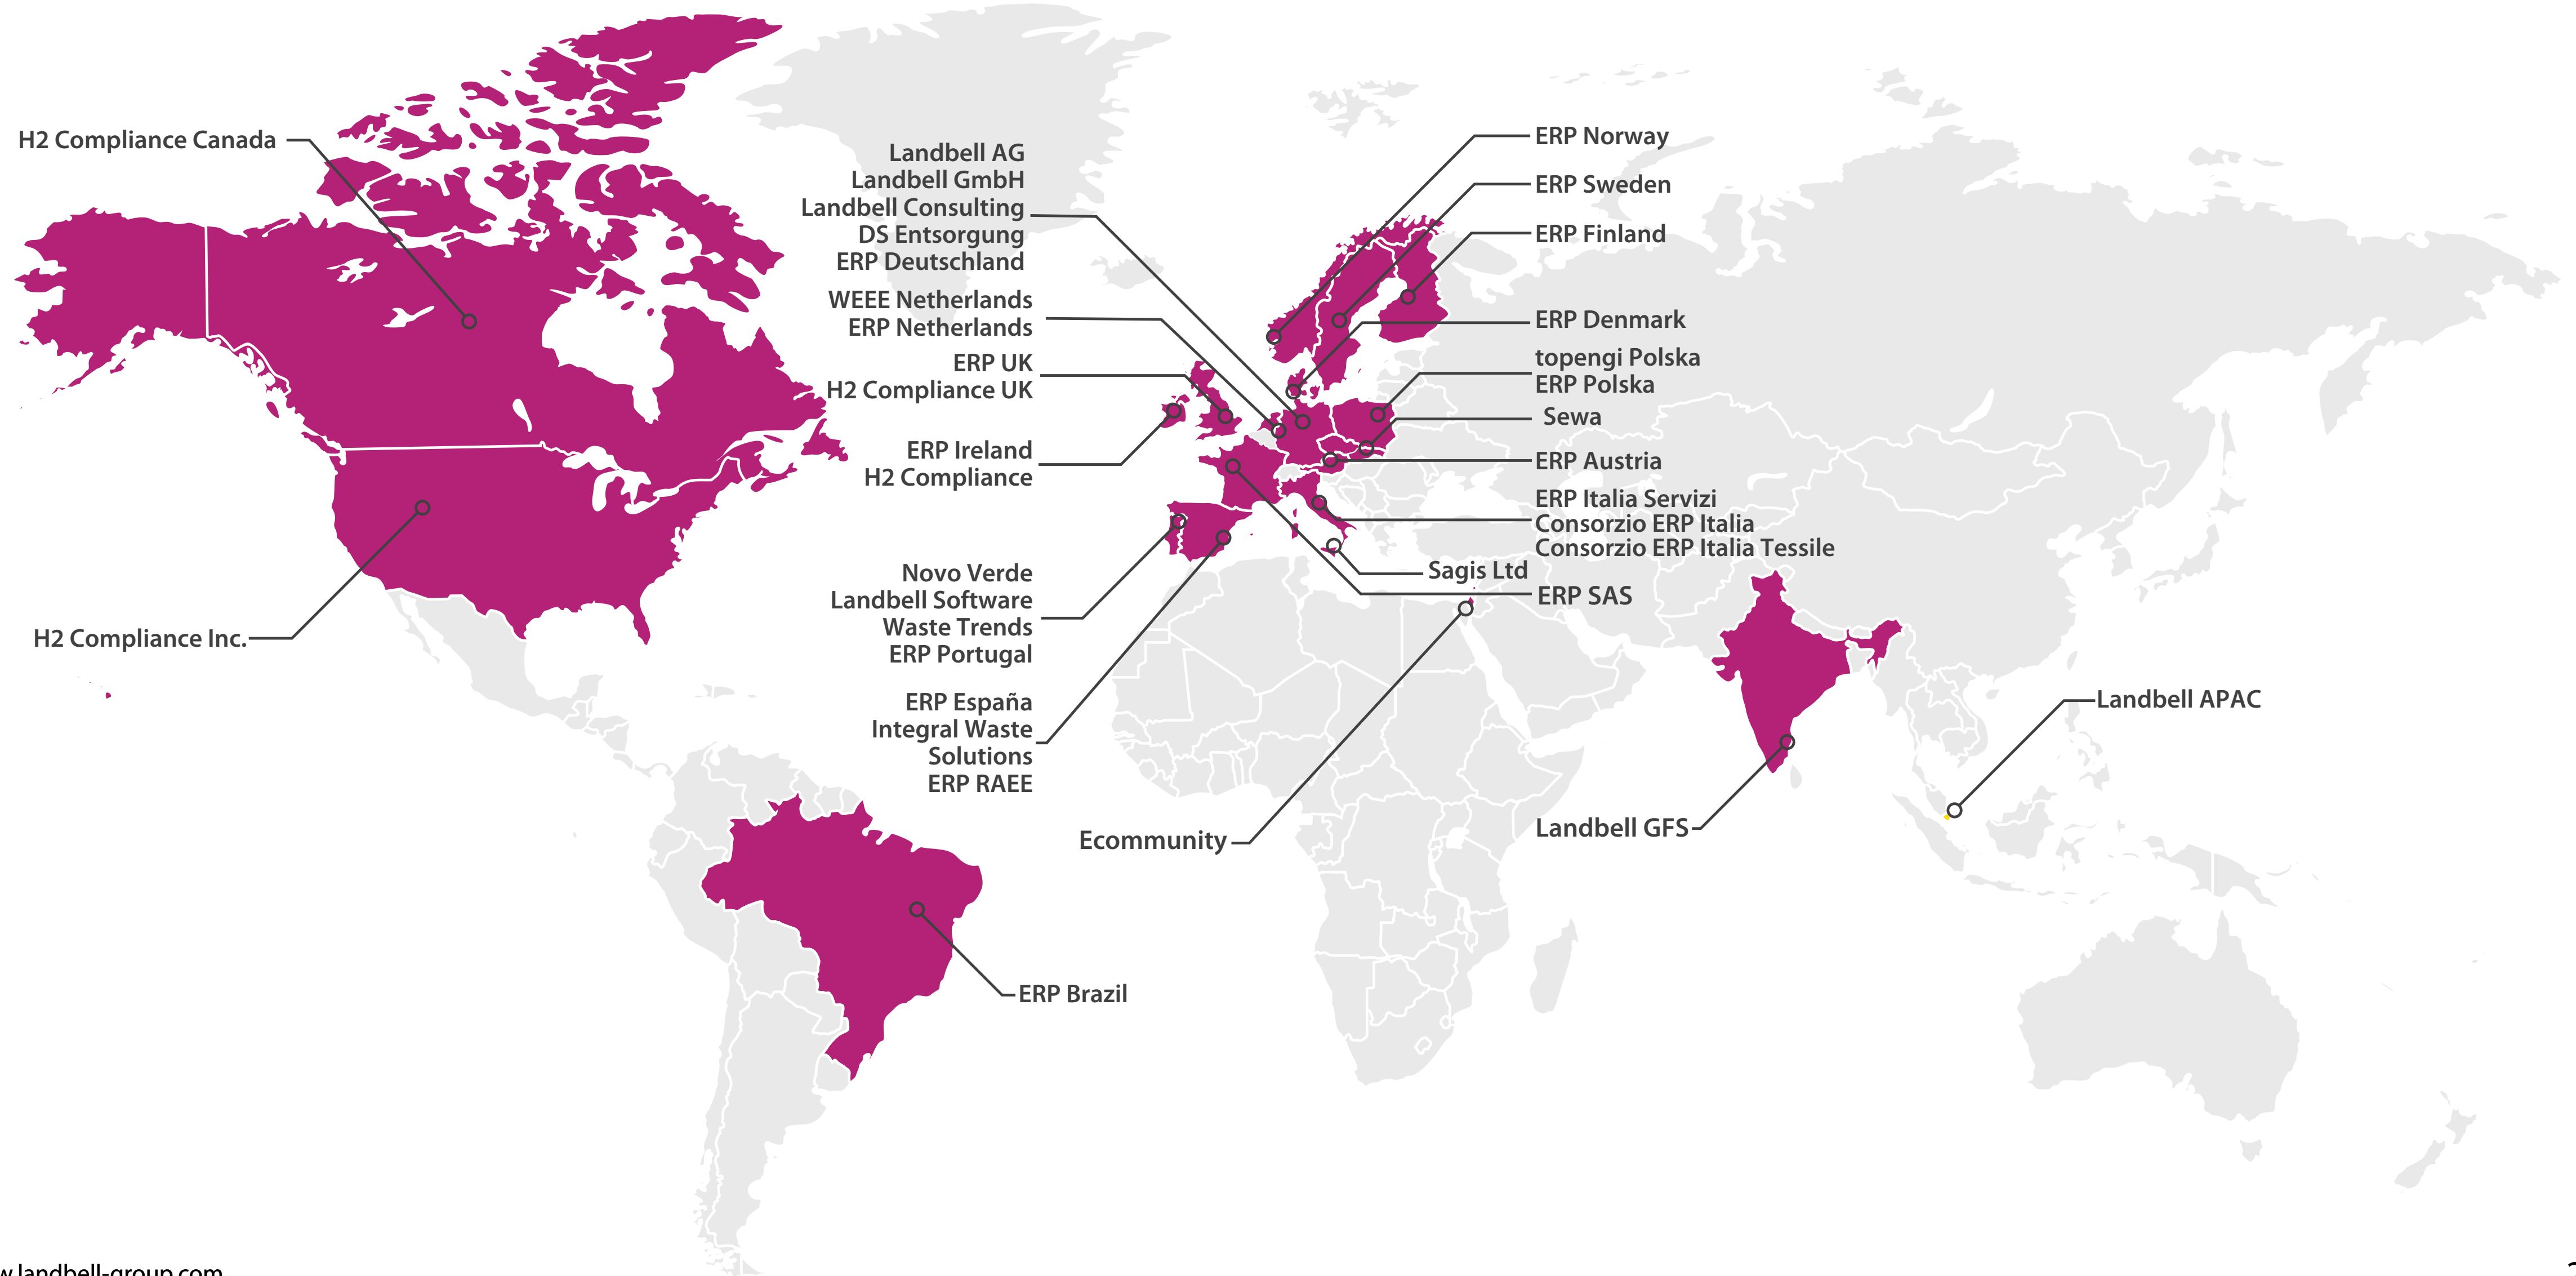 H2 Compliance Canada
H2 Compliance Inc.
Landbell AG
Landbell GmbH
Landbell Consulting
DS Entsorgung
ERP Deutschland
WEEE Netherlands
ERP Netherlands
ERP UK
H2 Compliance UK
ERP Ireland
H2 Compliance
Novo Verde
Landbell Software
Waste Trends
ERP Portugal
ERP España
Integral Waste
Solutions
ERP RAEE
Ecommunity
ERP Brazil
ERP Norway
ERP Sweden
ERP Finland
ERP Denmark
topengi Polska
ERP Polska
Sewa
ERP Austria
ERP Italia Servizi
Consorzio ERP Italia
Consorzio ERP Italia Tessile
Sagis Ltd
ERP SAS
Landbell GFS
Landbell APAC
w.landbell-group.com